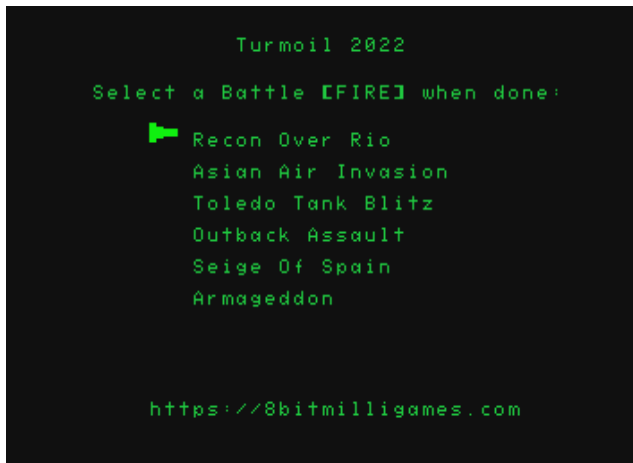 Turmoil 2022
Select a Battle [FIRE] when done:
Recon Over Rio
Asian Air Invasion
Toledo Tank Blitz
Outback Assault
Seige Of Spain
Armageddon
https://8bitmilligames.com